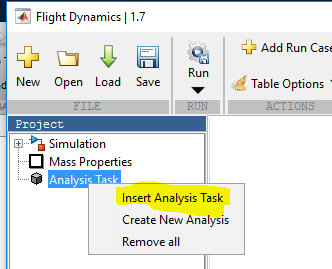 Flight Dynamics | 1.7
New
Open
Load
Save
Run
Add Run Case
Table Options
FILE
RUN
ACTIONS
Project
Simulation
Mass Properties
Analysis Task
Insert Analysis Task
Create New Analysis
Remove all